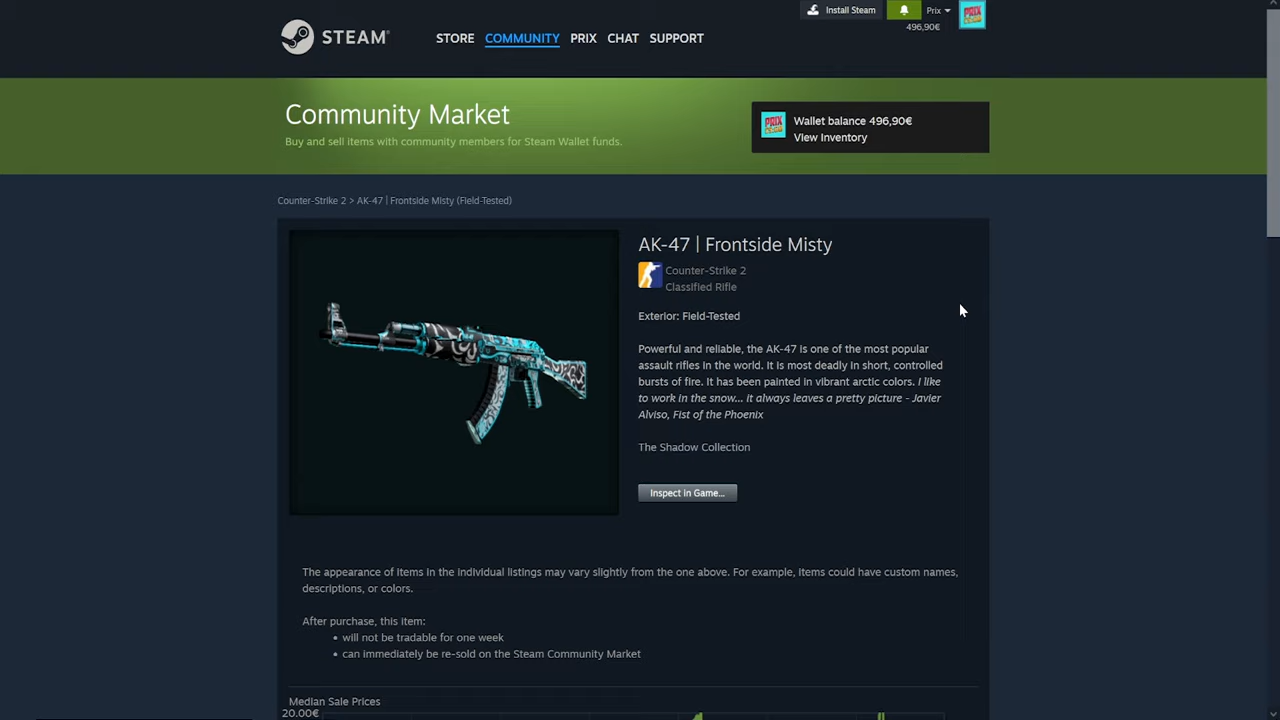 Install Steam
Prix
496,90€
STEAM®
STORE
COMMUNITY
PRIX
CHAT
SUPPORT
Community Market
Buy and sell items with community members for Steam Wallet funds.
PRIX
Wallet balance 496,90€
View Inventory
Counter-Strike 2 > AK-47 | Frontside Misty (Field-Tested)
AK-47 | Frontside Misty
Counter-Strike 2
Classified Rifle
Exterior: Field-Tested
Powerful and reliable, the AK-47 is one of the most popular
assault rifles in the world. It is most deadly in short, controlled
bursts of fire. It has been painted in vibrant arctic colors. I like
to work in the snow... it always leaves a pretty picture - Javier
Alviso, Fist of the Phoenix
The Shadow Collection
Inspect in Game...
The appearance of items in the individual listings may vary slightly from the one above. For example, items could have custom names,
descriptions, or colors.
After purchase, this item:
• will not be tradable for one week
• can immediately be re-sold on the Steam Community Market
Median Sale Prices
20.00€